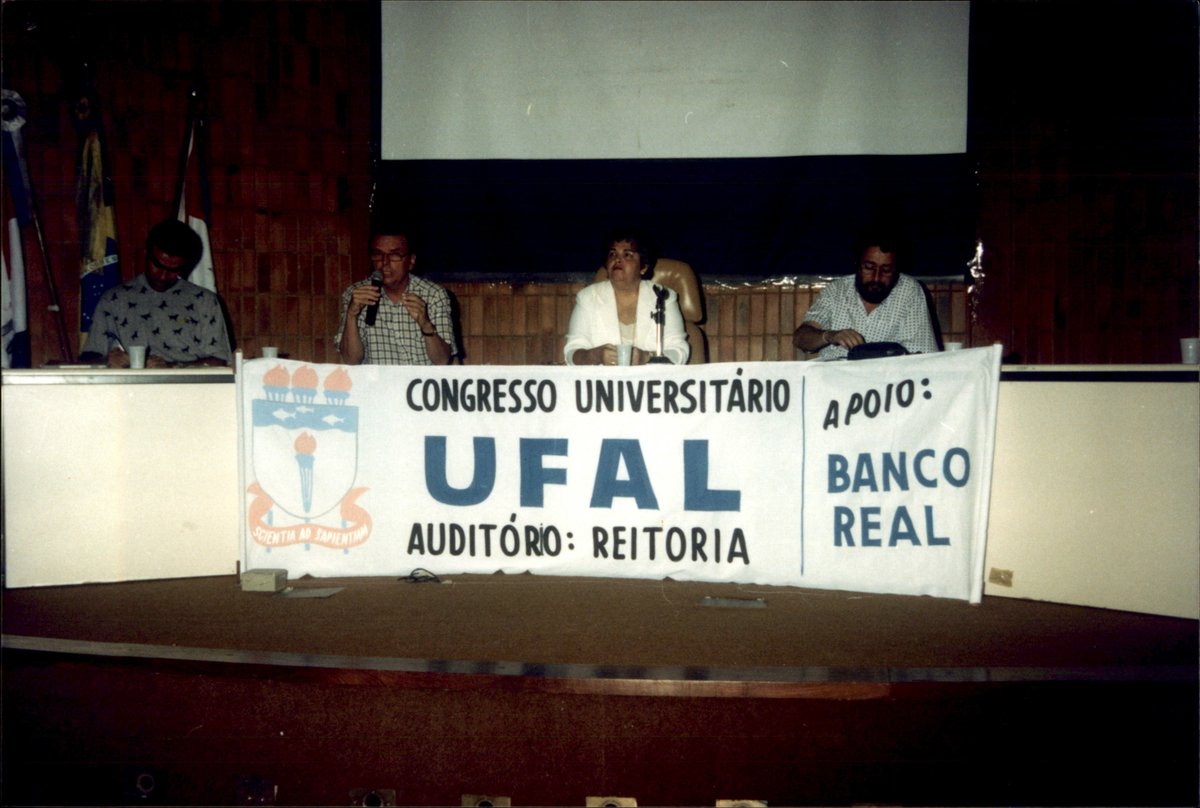 CONGRESSO UNIVERSITÁRIO
UFAL
AUDITÓRIO: REITORIA
SCIENTIA AD SAPIENTIAM
APOIO:
BANCO
REAL